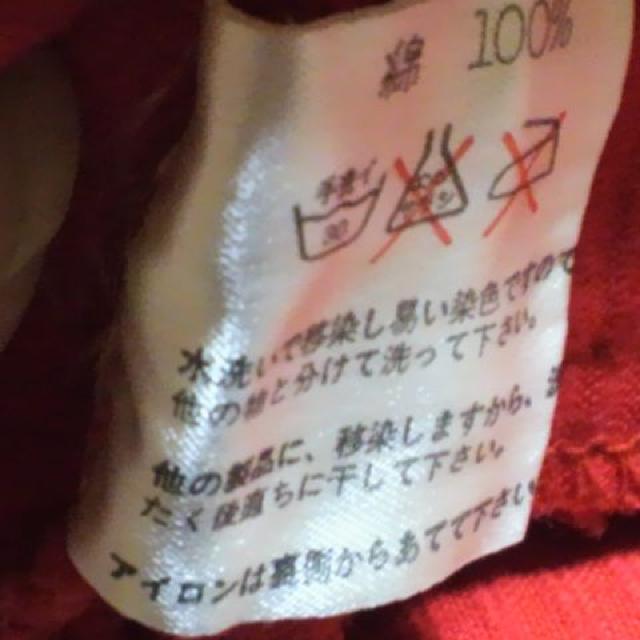 綿 100%
手洗イ
30
水洗いで移染し易い染色ですので
他の物と分けて洗って下さい。
他の製品に、移染しますから、
たく後直ちに干して下さい。
アイロンは裏側からあてて下さい